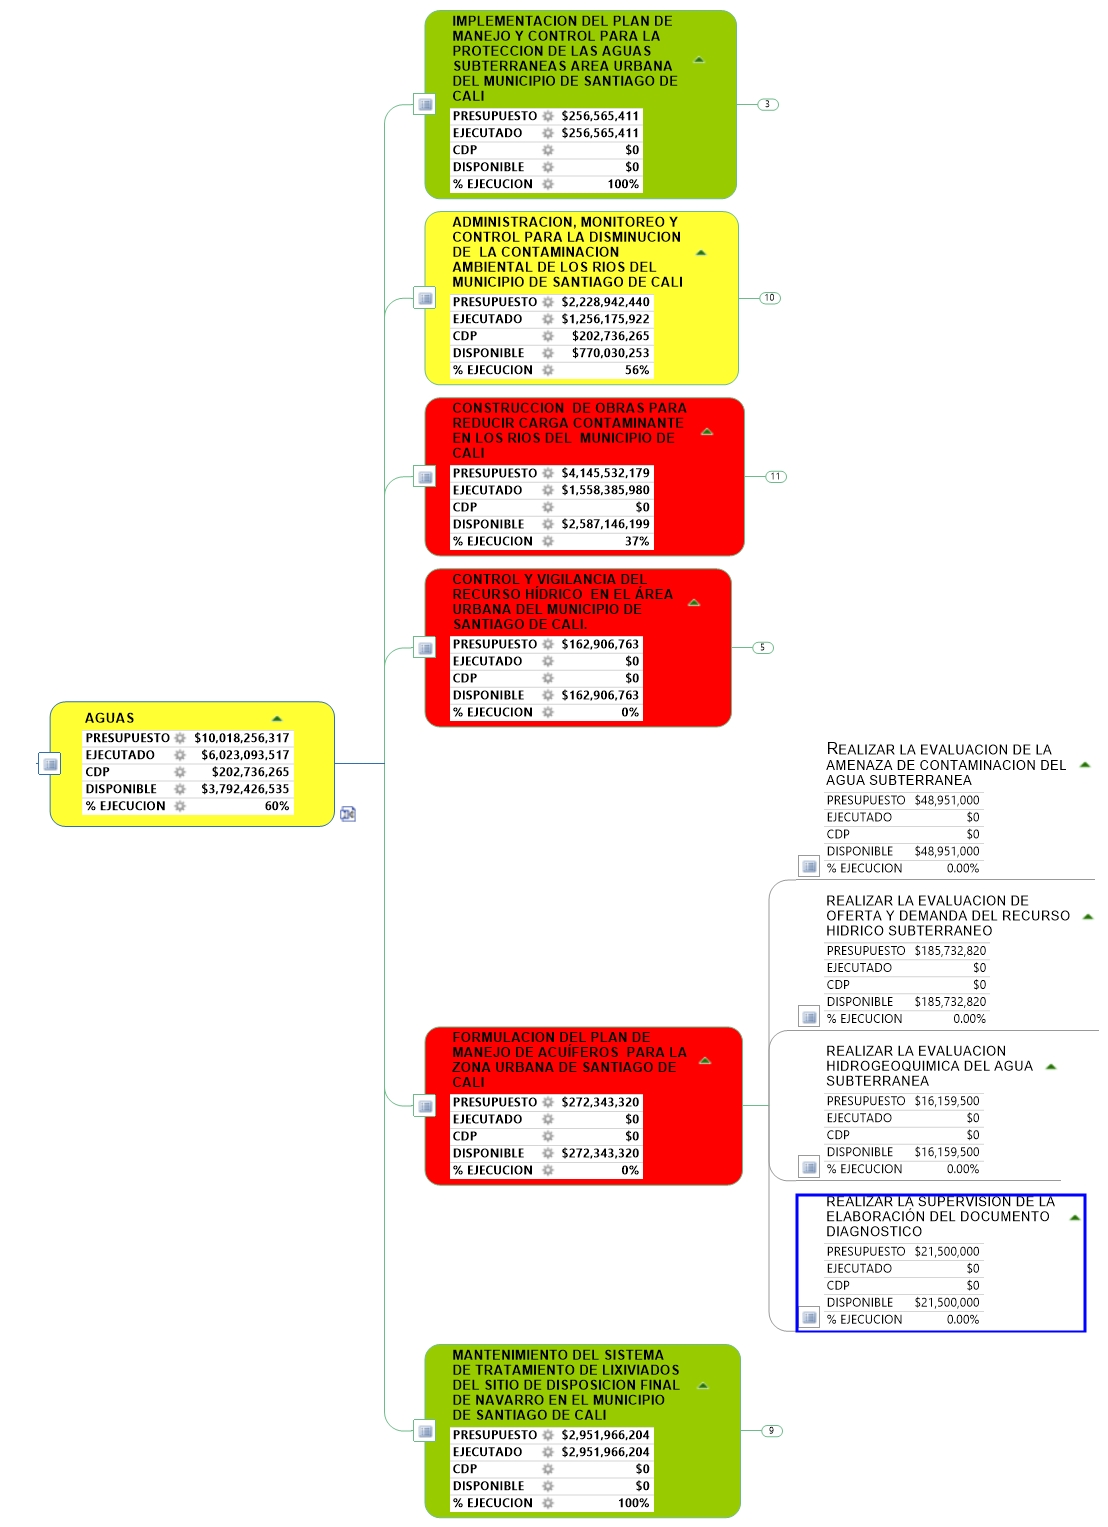 IMPLEMENTACION DEL PLAN DE
MANEJO Y CONTROL PARA LA
PROTECCION DE LAS AGUAS
SUBTERRANEAS AREA URBANA
DEL MUNICIPIO DE SANTIAGO DE
CALI
PRESUPUESTO $256,565,411
EJECUTADO $256,565,411
CDP $0
DISPONIBLE $0
% EJECUCION 100%
3
ADMINISTRACION, MONITOREO Y
CONTROL PARA LA DISMINUCION
DE LA CONTAMINACION
AMBIENTAL DE LOS RIOS DEL
MUNICIPIO DE SANTIAGO DE CALI
PRESUPUESTO $2,228,942,440
EJECUTADO $1,256,175,922
CDP $202,736,265
DISPONIBLE $770,030,253
% EJECUCION 56%
10
CONSTRUCCION DE OBRAS PARA
REDUCIR CARGA CONTAMINANTE
EN LOS RIOS DEL MUNICIPIO DE
CALI
PRESUPUESTO $4,145,532,179
EJECUTADO $1,558,385,980
CDP $0
DISPONIBLE $2,587,146,199
% EJECUCION 37%
11
CONTROL Y VIGILANCIA DEL
RECURSO HÍDRICO EN EL ÁREA
URBANA DEL MUNICIPIO DE
SANTIAGO DE CALI.
PRESUPUESTO $162,906,763
EJECUTADO $0
CDP $0
DISPONIBLE $162,906,763
% EJECUCION 0%
5
AGUAS
PRESUPUESTO $10,018,256,317
EJECUTADO $6,023,093,517
CDP $202,736,265
DISPONIBLE $3,792,426,535
% EJECUCION 60%
FORMULACION DEL PLAN DE
MANEJO DE ACUÍFEROS PARA LA
ZONA URBANA DE SANTIAGO DE
CALI
PRESUPUESTO $272,343,320
EJECUTADO $0
CDP $0
DISPONIBLE $272,343,320
% EJECUCION 0%
REALIZAR LA EVALUACION DE LA
AMENAZA DE CONTAMINACION DEL
AGUA SUBTERRANEA
PRESUPUESTO $48,951,000
EJECUTADO $0
CDP $0
DISPONIBLE $48,951,000
% EJECUCION 0.00%
REALIZAR LA EVALUACION DE
OFERTA Y DEMANDA DEL RECURSO
HIDRICO SUBTERRANEO
PRESUPUESTO $185,732,820
EJECUTADO $0
CDP $0
DISPONIBLE $185,732,820
% EJECUCION 0.00%
REALIZAR LA EVALUACION
HIDROGEOQUIMICA DEL AGUA
SUBTERRANEA
PRESUPUESTO $16,159,500
EJECUTADO $0
CDP $0
DISPONIBLE $16,159,500
% EJECUCION 0.00%
REALIZAR LA SUPERVISION DE LA
ELABORACIÓN DEL DOCUMENTO
DIAGNOSTICO
PRESUPUESTO $21,500,000
EJECUTADO $0
CDP $0
DISPONIBLE $21,500,000
% EJECUCION 0.00%
MANTENIMIENTO DEL SISTEMA
DE TRATAMIENTO DE LIXIVIADOS
DEL SITIO DE DISPOSICION FINAL
DE NAVARRO EN EL MUNICIPIO
DE SANTIAGO DE CALI
PRESUPUESTO $2,951,966,204
EJECUTADO $2,951,966,204
CDP $0
DISPONIBLE $0
% EJECUCION 100%
9